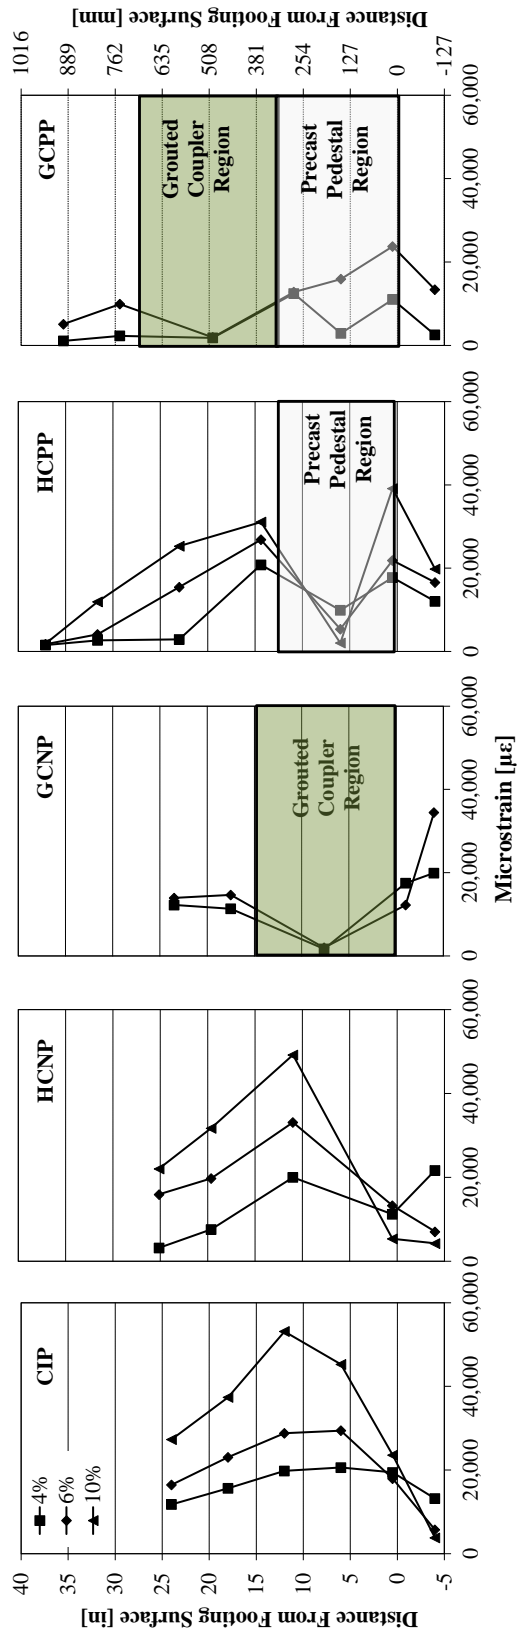 Distance From Footing Surface [in]
40
35
30
25
20
15
10
5
0
-5
CIP
4%
6%
10%
0 20,000 40,000 60,000
HCNP
0 20,000 40,000 60,000
GCNP
Grouted
Coupler
Region
0 20,000 40,000 60,000
Microstrain [µε]
HCPP
Precast
Pedestal
Region
0 20,000 40,000 60,000
GCPP
Grouted
Coupler
Region
Precast
Pedestal
Region
0 20,000 40,000 60,000
1016
889
762
635
508
381
254
127
0
-127
Distance From Footing Surface [mm]